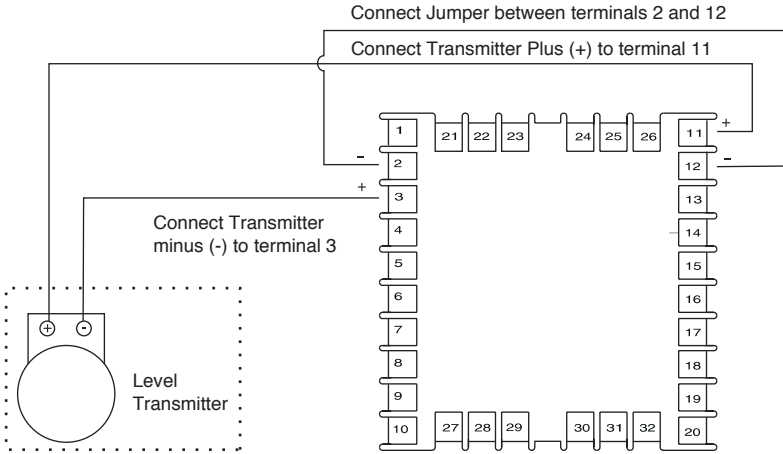 Connect Jumper between terminals 2 and 12
Connect Transmitter Plus (+) to terminal 11
1
21 22 23
24 25 26
11
+
-
2
12
-
+
3
13
Connect Transmitter
minus (-) to terminal 3
4
14
5
15
6
16
+ -
7
17
8
18
Level
Transmitter
9
19
10
27 28 29
30 31 32
20